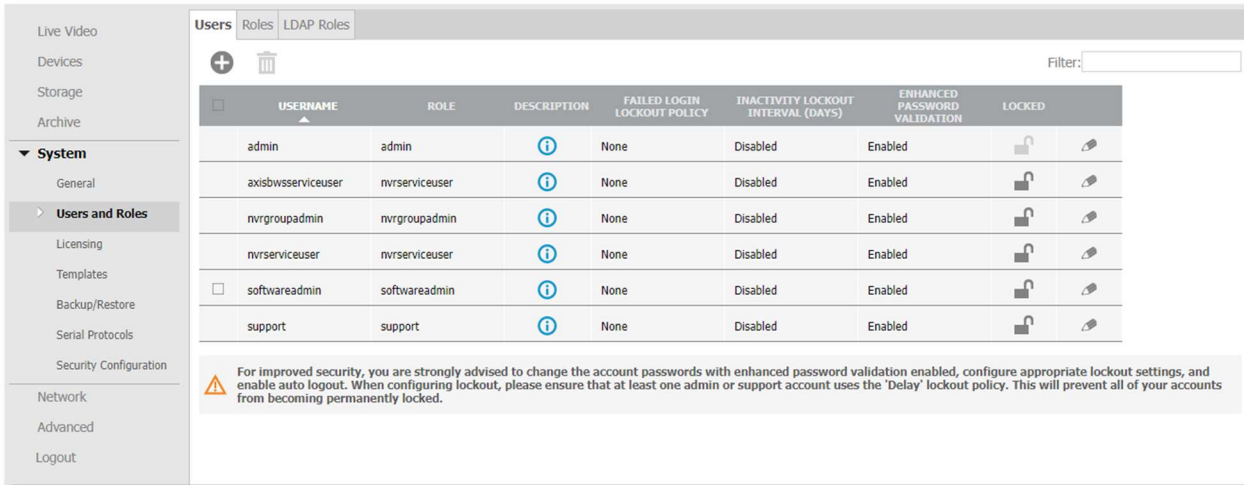 Live Video
Devices
Storage
Archive
System
General
Users and Roles
Licensing
Templates
Backup/Restore
Serial Protocols
Security Configuration
Network
Advanced
Logout
Users Roles LDAP Roles
Filter:
USERNAME ROLE DESCRIPTION FAILED LOGIN LOCKOUT POLICY INACTIVITY LOCKOUT INTERVAL (DAYS) ENHANCED PASSWORD VALIDATION LOCKED
admin admin None Disabled Enabled
axisbwsserviceuser nvrserviceuser None Disabled Enabled
nvrgroupadmin nvrgroupadmin None Disabled Enabled
nvrserviceuser nvrserviceuser None Disabled Enabled
softwareadmin softwareadmin None Disabled Enabled
support support None Disabled Enabled
For improved security, you are strongly advised to change the account passwords with enhanced password validation enabled, configure appropriate lockout settings, and
enable auto logout. When configuring lockout, please ensure that at least one admin or support account uses the 'Delay' lockout policy. This will prevent all of your accounts
from becoming permanently locked.